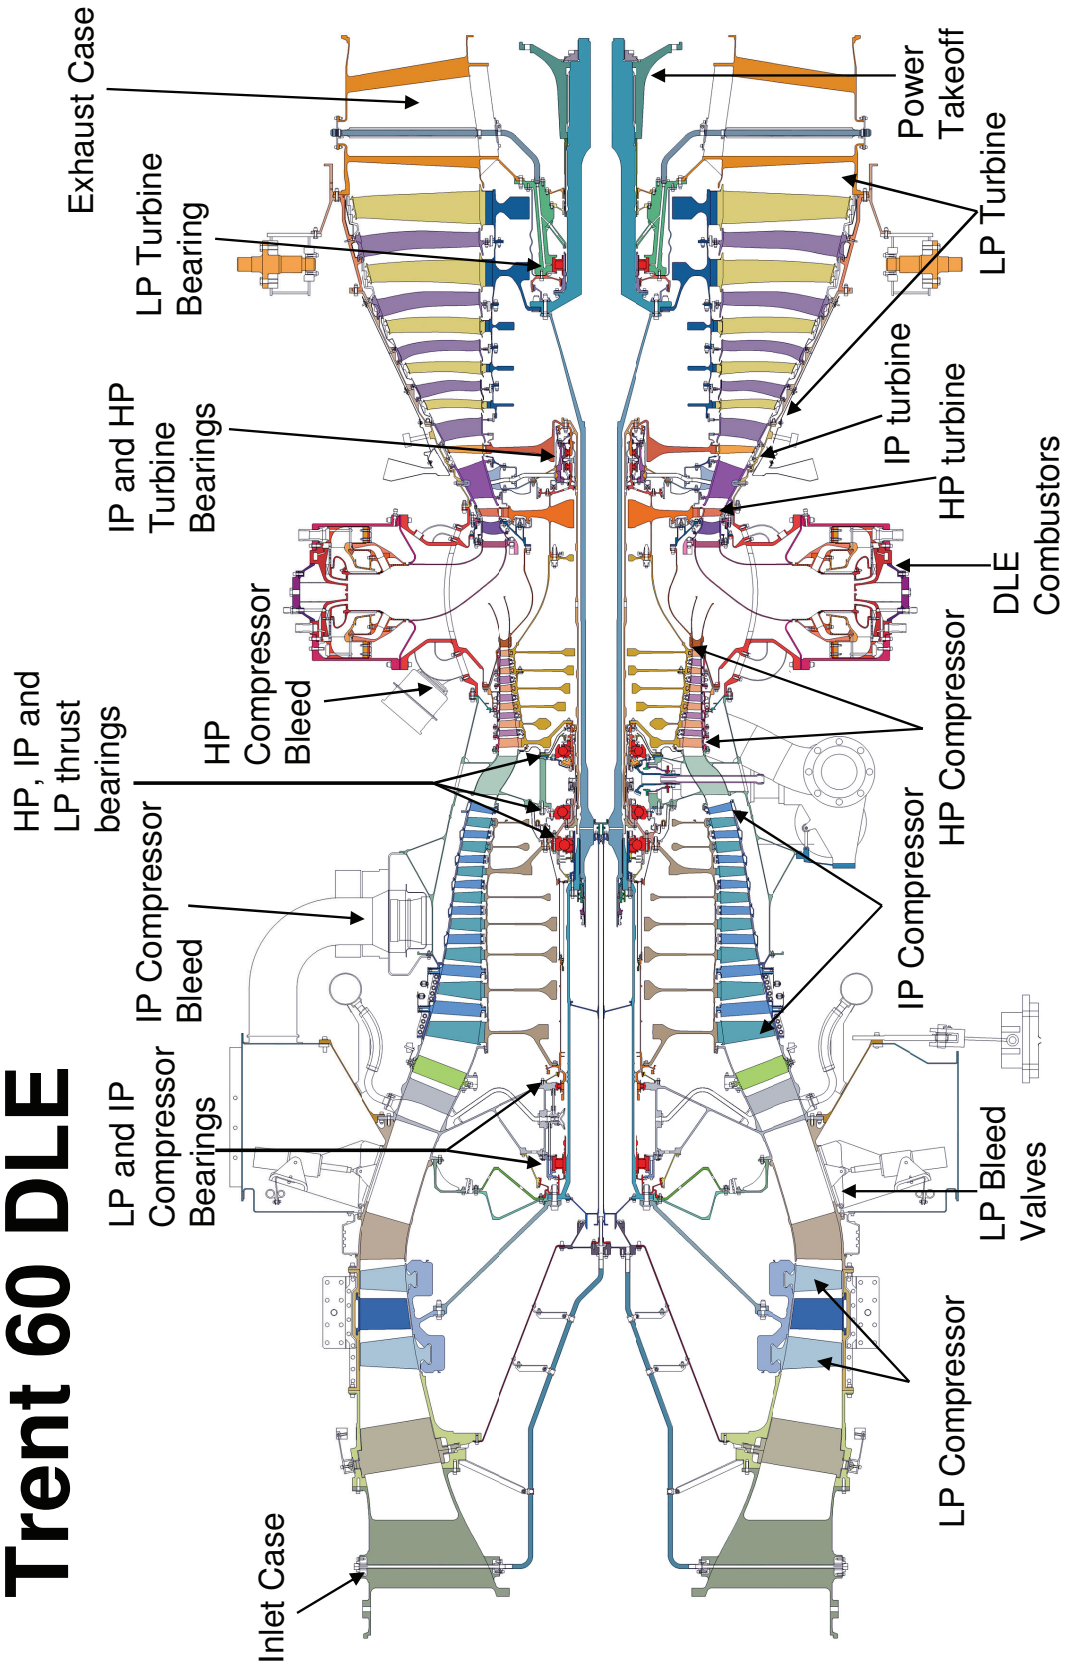 Trent 60 DLE
Inlet Case
LP and IP
Compressor
Bearings
IP Compressor
Bleed
HP, IP and
LP thrust
bearings
HP
Compressor
Bleed
IP and HP
Turbine
Bearings
LP Turbine
Bearing
Exhaust Case
LP Compressor
LP Bleed
Valves
IP Compressor
HP Compressor
DLE
Combustors
HP turbine
IP turbine
LP Turbine
Power
Takeoff